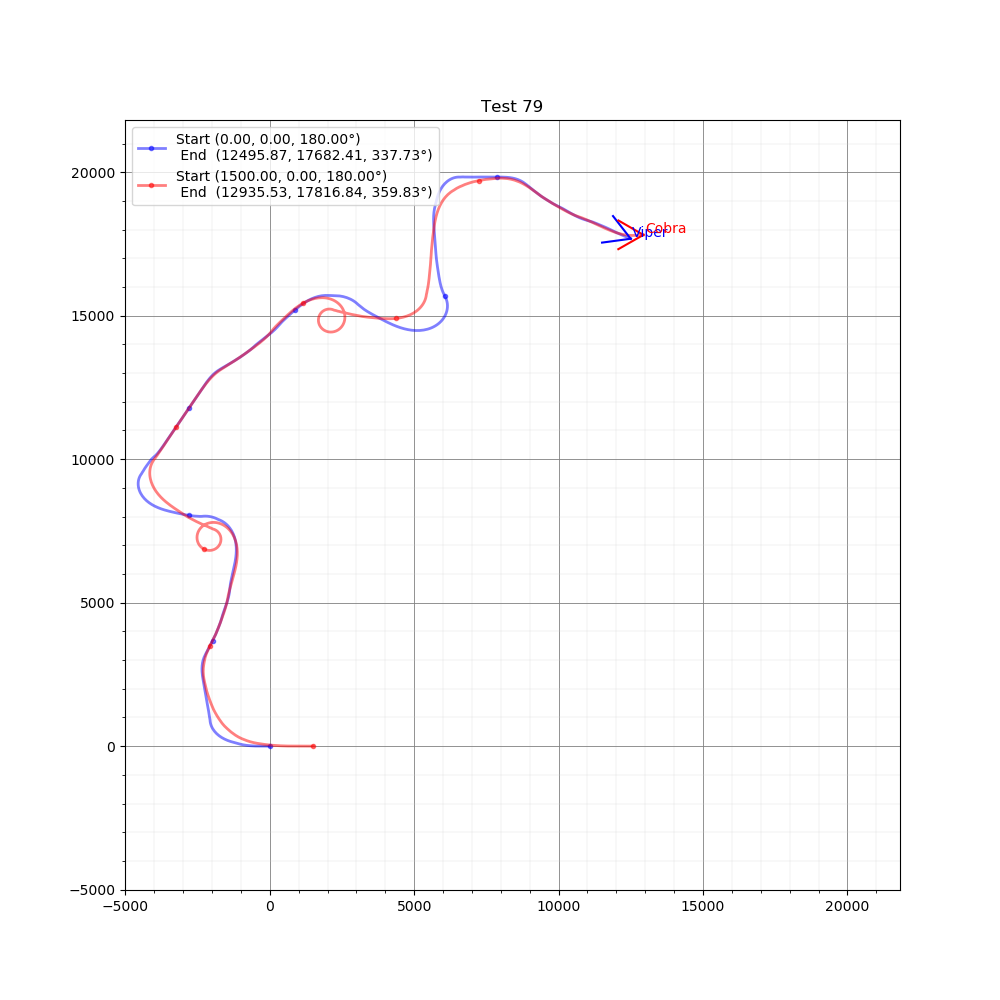 Test 79
Start (0.00, 0.00, 180.00°)
End (12495.87, 17682.41, 337.73°)
Start (1500.00, 0.00, 180.00°)
End (12935.53, 17816.84, 359.83°)
20000
15000
10000
5000
0
−5000
Viper
Cobra
−5000 0 5000 10000 15000 20000